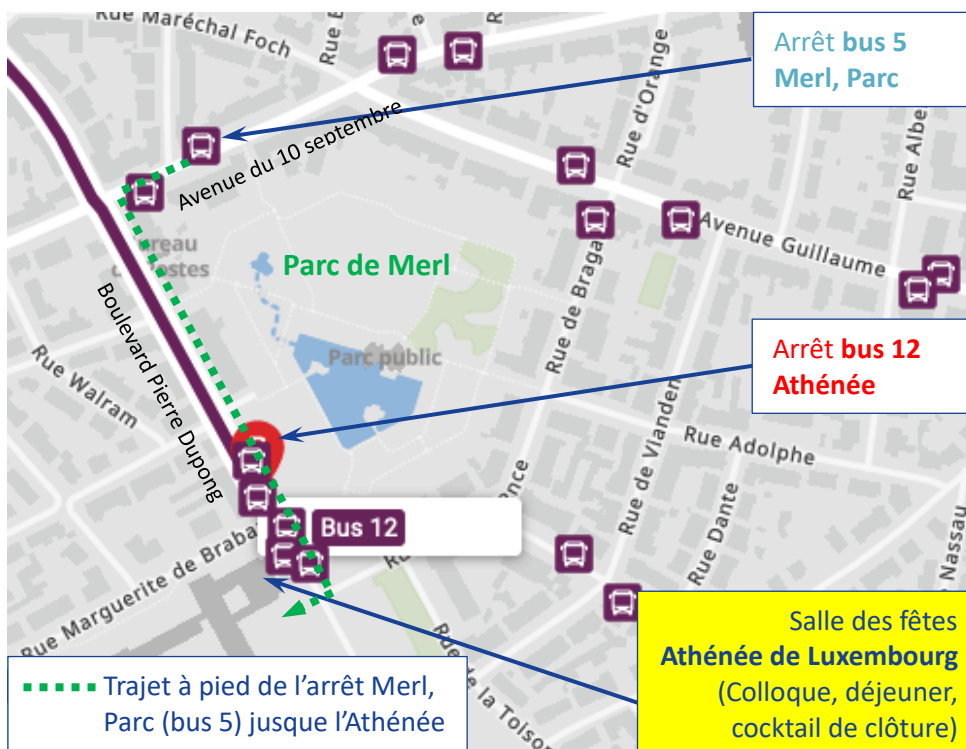 Rue Maréchal Foch
Arrêt bus 5
Merl, Parc
Rue d'Orange
Avenue du 10 septembre
Avenue Guillaume
Parc de Merl
Rue de Braga
Boulevard Pierre Dupong
Parc public
Arrêt bus 12
Athénée
Rue Walram
Rue Adolphe
Rue de Vianden
Rue Dante
Nassau
Bus 12
Rue Marguerite de Braba
Rue de la Toison
Salle des fêtes
Athénée de Luxembourg
(Colloque, déjeuner,
cocktail de clôture)
Trajet à pied de l'arrêt Merl,
Parc (bus 5) jusque l'Athénée